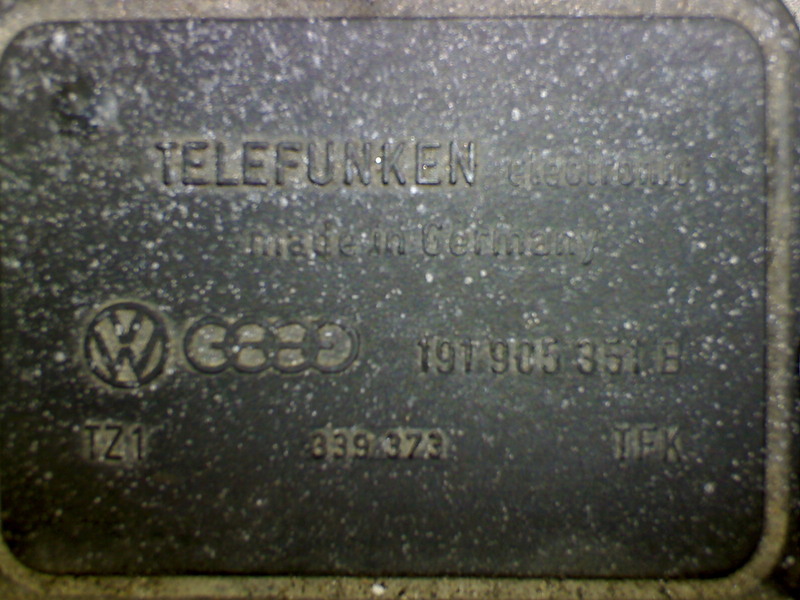 TELEFUNKEN electronic
made in Germany
191 905 351 B
TZ1 339 373 TFK